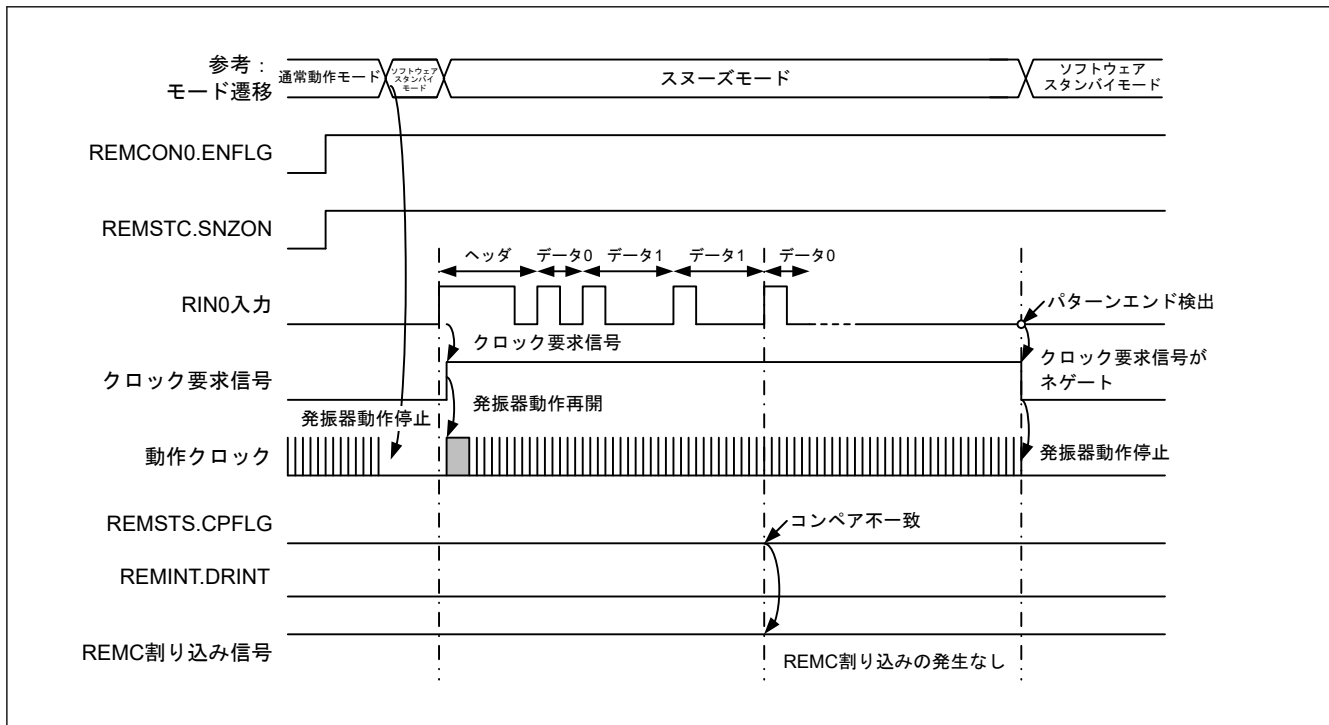 参考：
モード遷移
通常動作モード
ソフトウェア
スタンバイ
モード
スヌーズモード
ソフトウェア
スタンバイモード
REMCON0.ENFLG
REMSTC.SNZON
ヘッダ
データ0
データ1
データ1
データ0
RIN0入力
パターンエンド検出
クロック要求信号
クロック要求信号が
ネゲート
クロック要求信号
発振器動作再開
発振器動作停止
動作クロック
発振器動作停止
REMSTS.CPFLG
コンペア不一致
REMINT.DRINT
REMC割り込み信号
REMC割り込みの発生なし